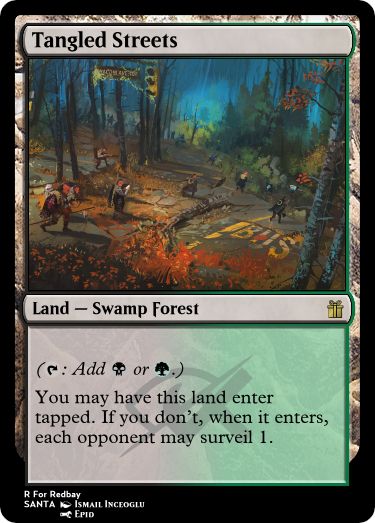 Tangled Streets
Land — Swamp Forest
(: Add or .)
You may have this land enter
tapped. If you don't, when it enters,
each opponent may surveil 1.
R For Redbay
SANTA Ismail Inceoglu
Epid